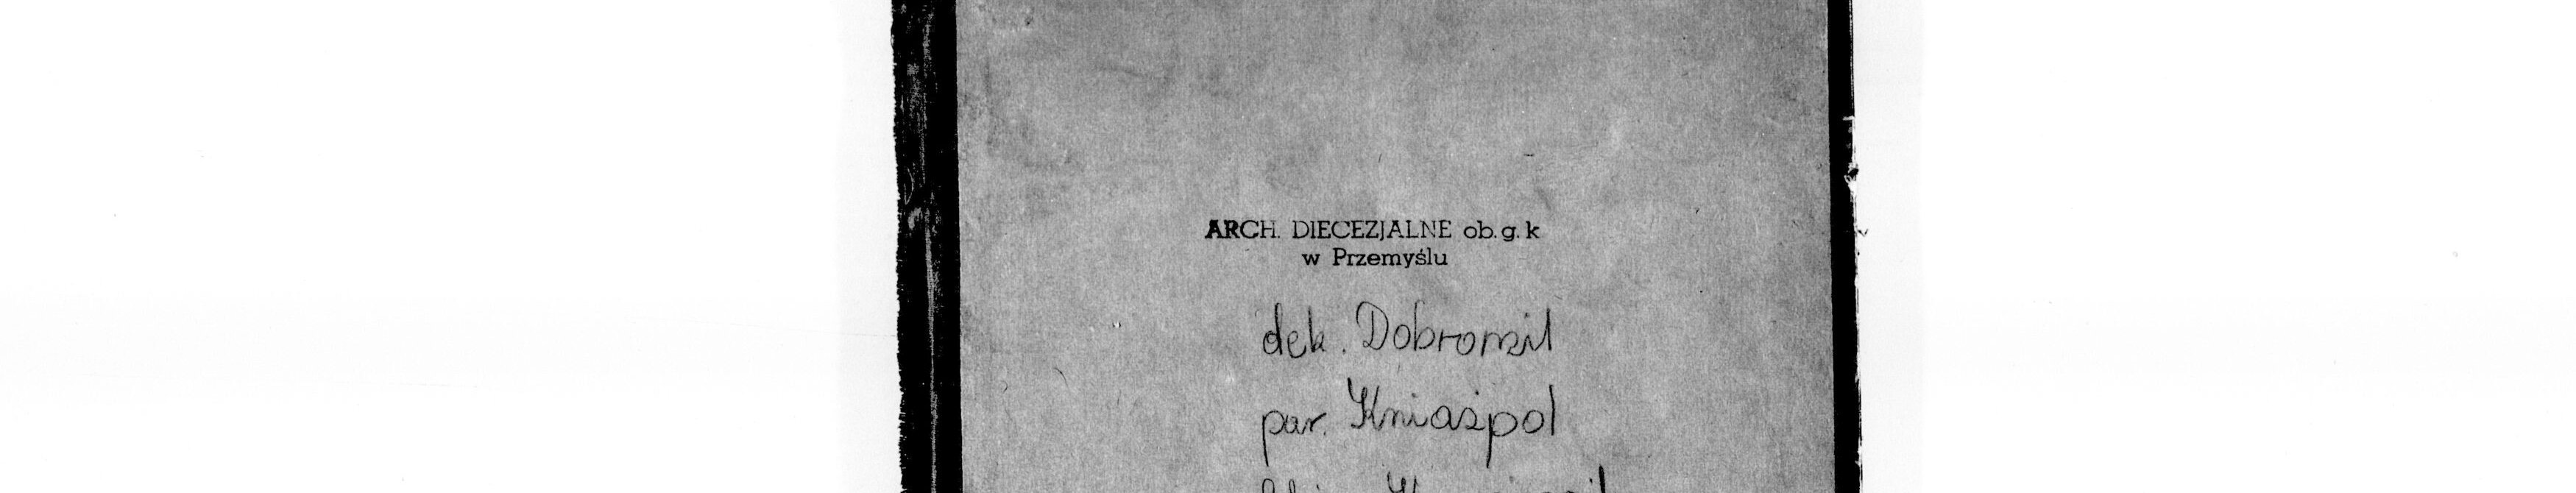 ARCH. DIECEZJALNE ob. g. k
w Przemyślu
dek. Dobromil
par. Kniażpol